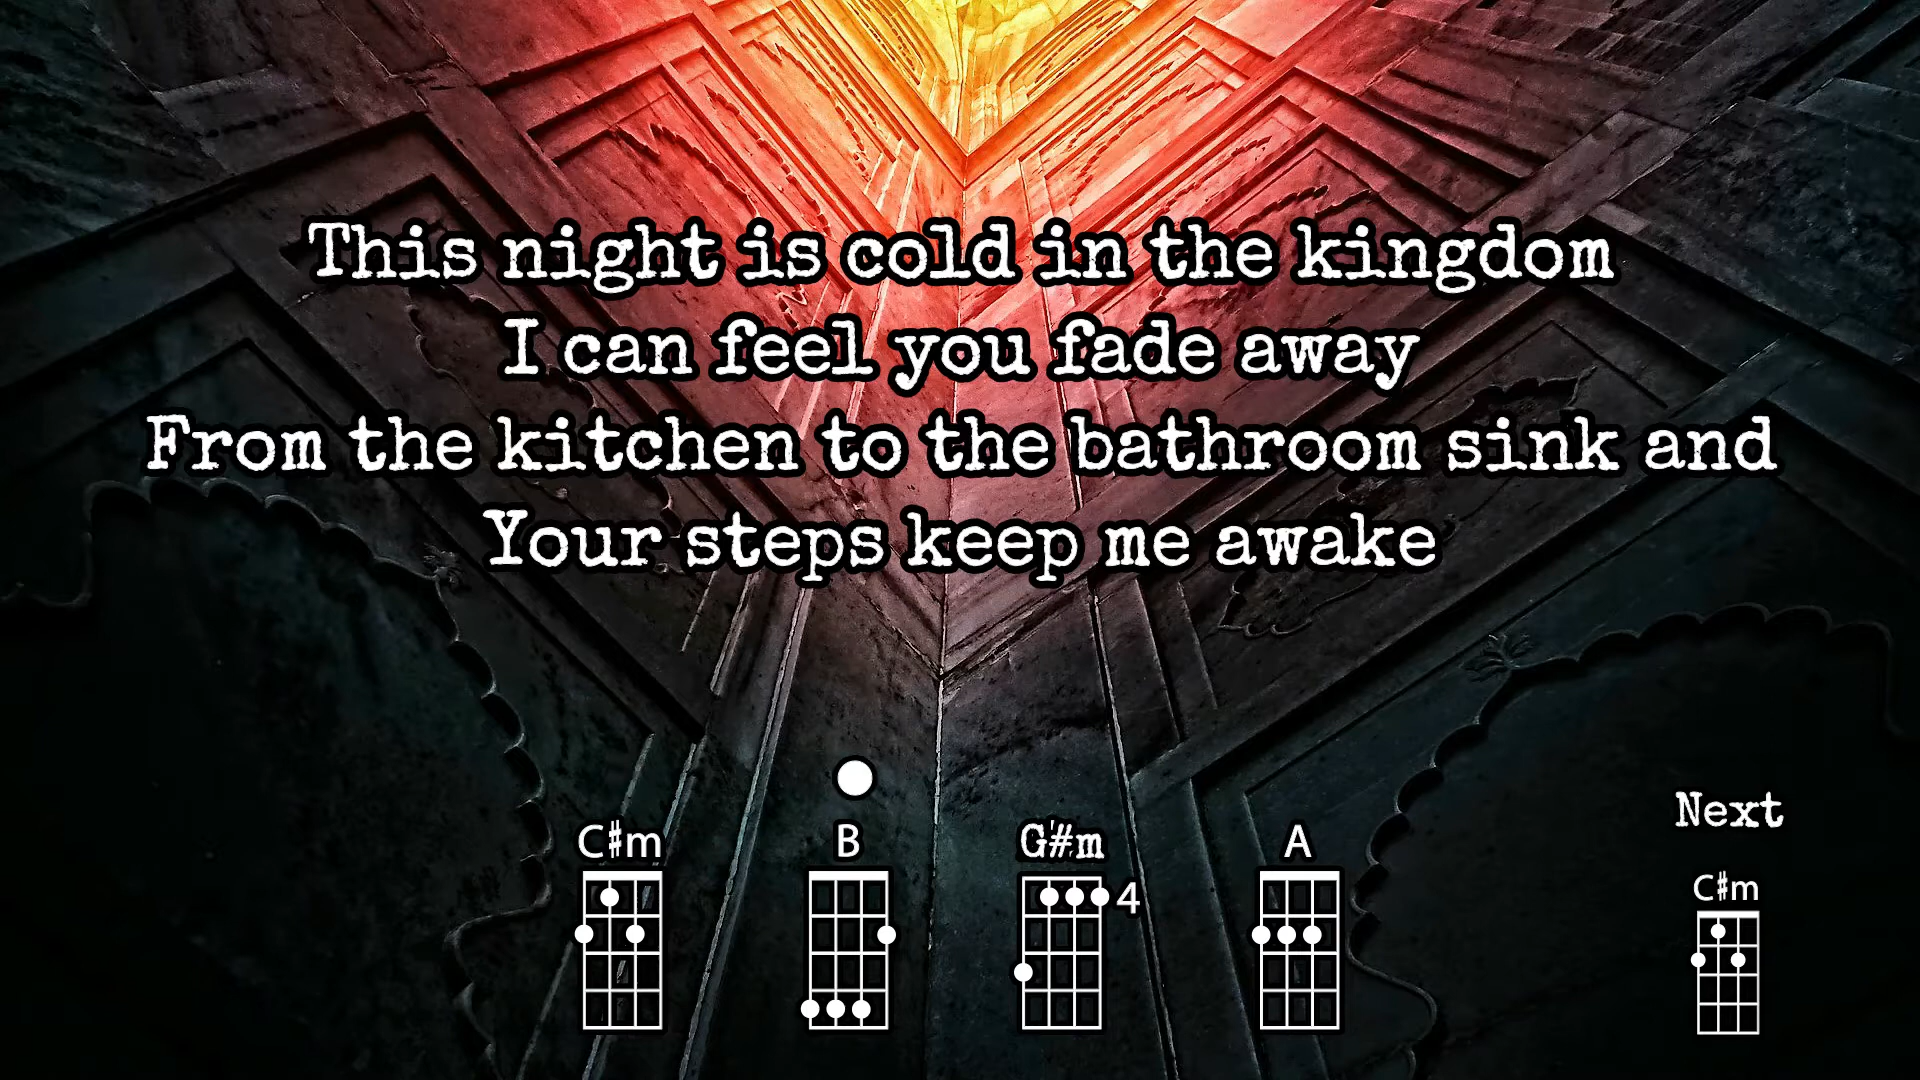 This night is cold in the kingdom
I can feel you fade away
From the kitchen to the bathroom sink and
Your steps keep me awake
Next
C#m
B
G#m
A
C#m
4